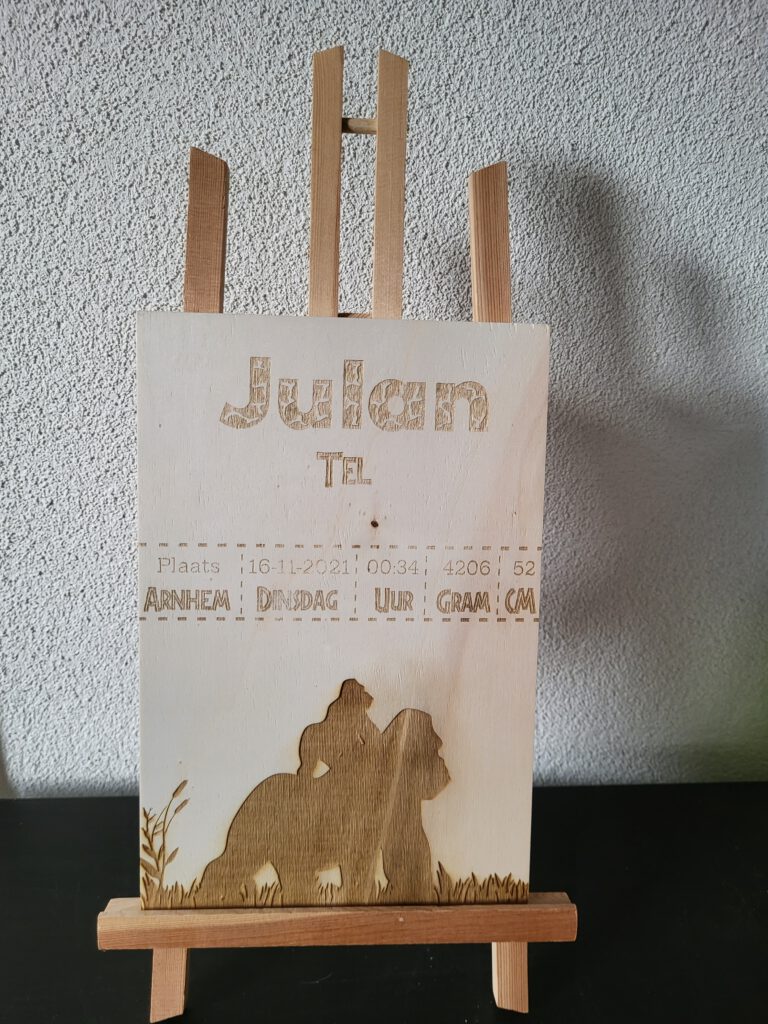 Julan
Tel
Plaats 16-11-2021 00:34 4206 52
Arnhem Dinsdag Uur Gram CM